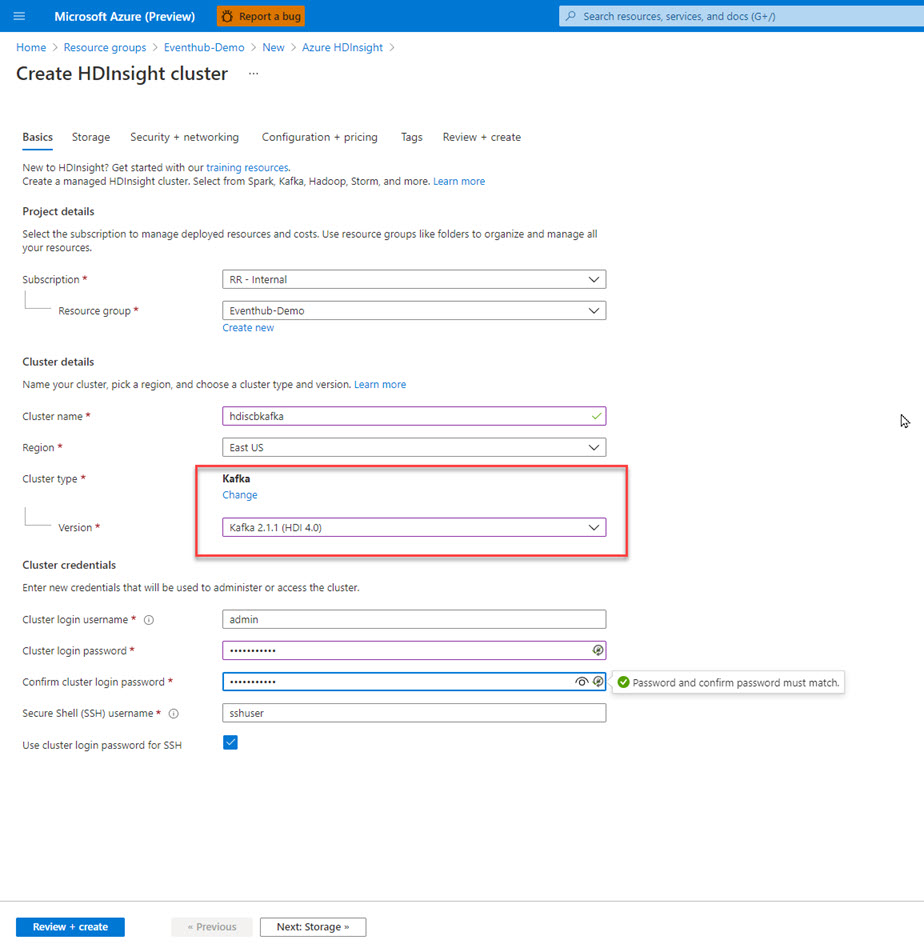 Microsoft Azure (Preview) Report a bug Search resources, services, and docs (G+/)
Home > Resource groups > Eventhub-Demo > New > Azure HDInsight >
Create HDInsight cluster ...
Basics Storage Security + networking Configuration + pricing Tags Review + create
New to HDInsight? Get started with our training resources.
Create a managed HDInsight cluster. Select from Spark, Kafka, Hadoop, Storm, and more. Learn more
Project details
Select the subscription to manage deployed resources and costs. Use resource groups like folders to organize and manage all
your resources.
Subscription * RR - Internal
Resource group * Eventhub-Demo
Create new
Cluster details
Name your cluster, pick a region, and choose a cluster type and version. Learn more
Cluster name * hdiscbkafka
Region * East US
Cluster type * Kafka
Change
Version * Kafka 2.1.1 (HDI 4.0)
Cluster credentials
Enter new credentials that will be used to administer or access the cluster.
Cluster login username * admin
Cluster login password * •••••••••••
Confirm cluster login password * ••••••••••• Password and confirm password must match.
Secure Shell (SSH) username * sshuser
Use cluster login password for SSH
Review + create « Previous Next: Storage »